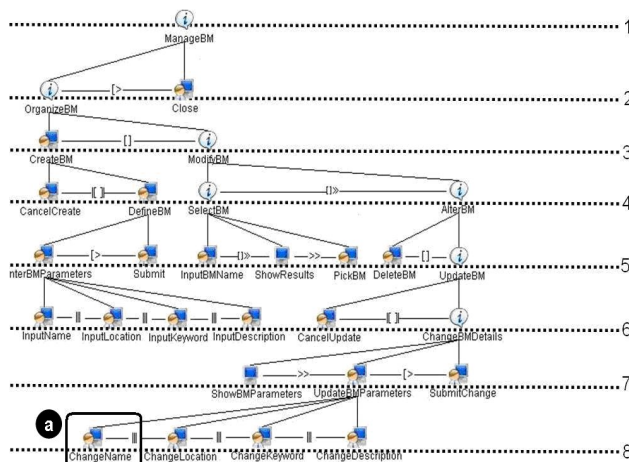 ManageBM
1
[>
OrganizeBM
Close
2
[]
CreateBM
ModifyBM
3
[]
[]»
CancelCreate
DefineBM
SelectBM
AlterBM
4
[>
[]»
>>
[]
nterBMParameters
Submit
InputBMName
ShowResults
PickBM
DeleteBM
UpdateBM
5
|||
|||
|||
[]
InputName
InputLocation
InputKeyword
InputDescription
CancelUpdate
ChangeBMDetails
6
>>
[>
ShowBMParameters
UpdateBMParameters
SubmitChange
7
a
|||
|||
|||
ChangeName
ChangeLocation
ChangeKeyword
ChangeDescription
8